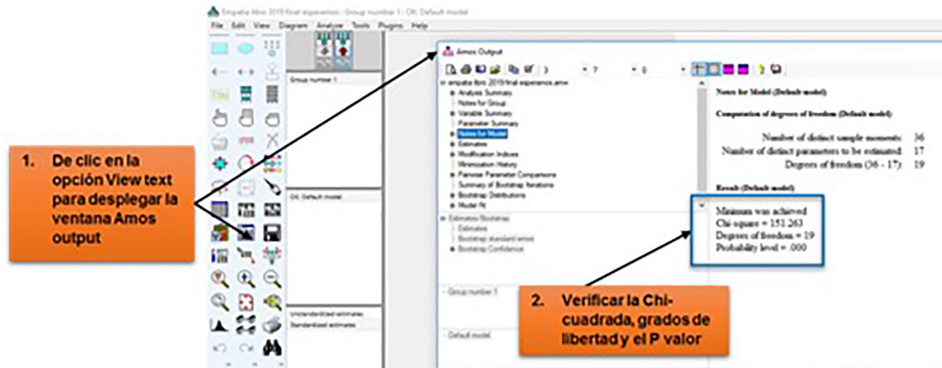 Empatia libro 2019 final esperamos : Group number 1 : OK: Default model
File Edit View Diagram Analyze Tools Plugins Help
Group number 1
OK: Default model
Unstandardized estimates
Standardized estimates
1. De clic en la
opción View text
para desplegar la
ventana Amos
output
Amos Output
3 7 0
empatia libro 2019 final esperamos.amw
Analysis Summary
Notes for Group
Variable Summary
Parameter Summary
Notes for Model
Estimates
Modification Indices
Minimization History
Pairwise Parameter Comparisons
Summary of Bootstrap Iterations
Bootstrap Distributions
Model Fit
Estimates/Bootstrap
Estimates
Bootstrap standard errors
Bootstrap Confidence
Group number 1
Default model
Notes for Model (Default model)
Computation of degrees of freedom (Default model)
Number of distinct sample moments: 36
Number of distinct parameters to be estimated: 17
Degrees of freedom (36 - 17): 19
Result (Default model)
Minimum was achieved
Chi-square = 151.263
Degrees of freedom = 19
Probability level = .000
2. Verificar la Chi-
cuadrada, grados de
libertad y el P valor